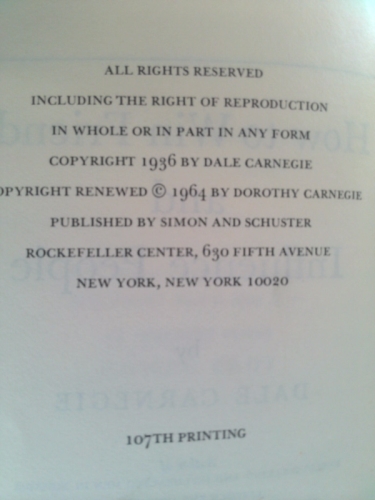 ALL RIGHTS RESERVED
INCLUDING THE RIGHT OF REPRODUCTION
IN WHOLE OR IN PART IN ANY FORM
COPYRIGHT 1936 BY DALE CARNEGIE
OPYRIGHT RENEWED © 1964 BY DOROTHY CARNEGIE
PUBLISHED BY SIMON AND SCHUSTER
ROCKEFELLER CENTER, 630 FIFTH AVENUE
NEW YORK, NEW YORK 10020
107TH PRINTING